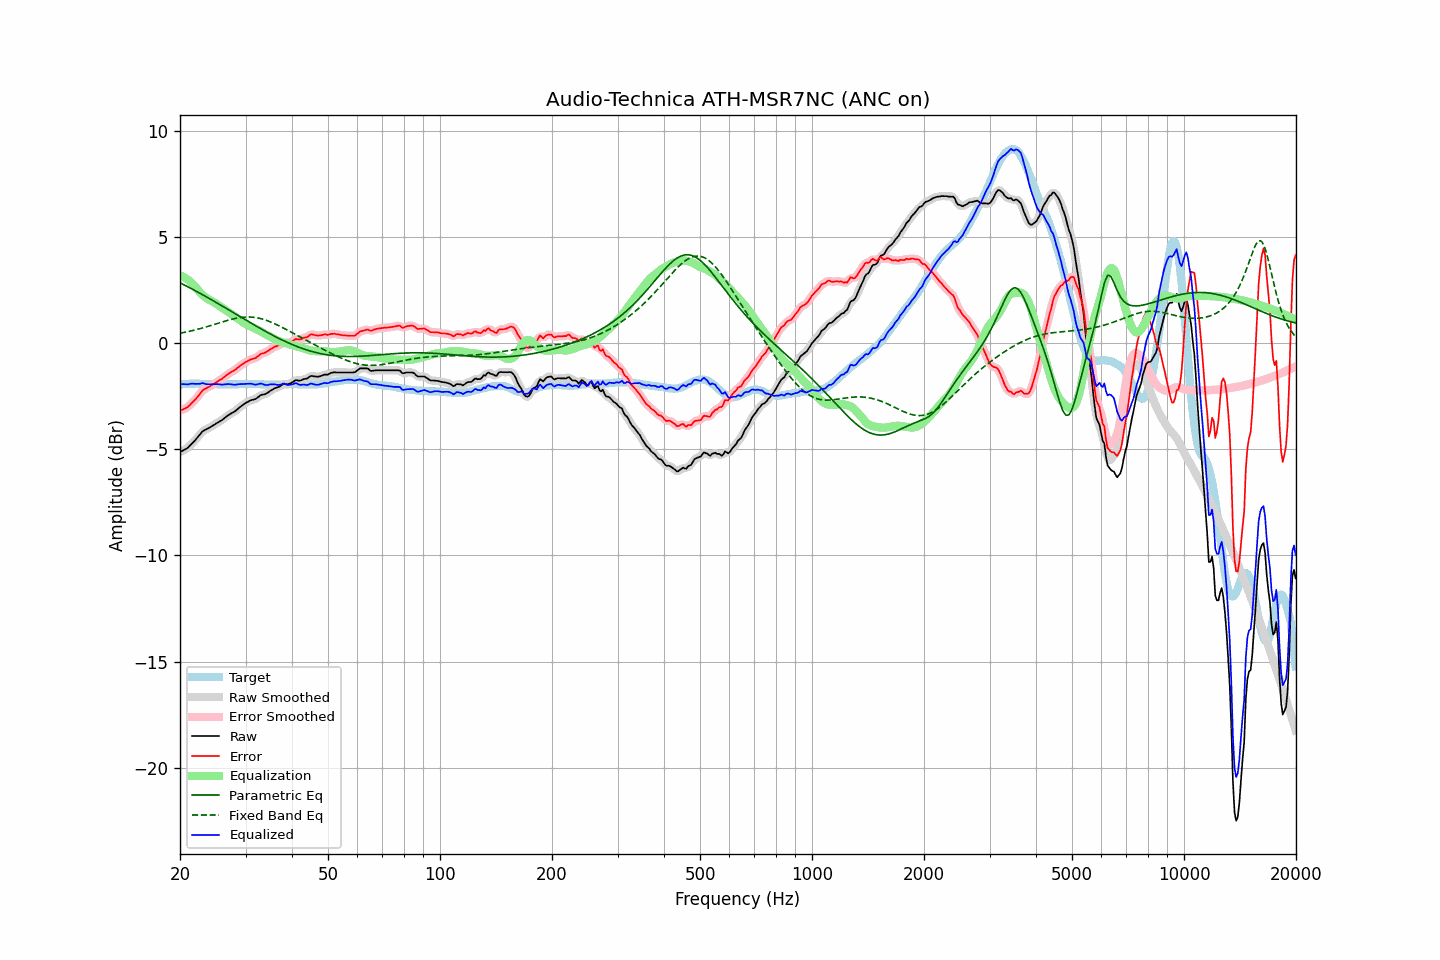 Audio-Technica ATH-MSR7NC (ANC on)
10
5
0
−5
−10
−15
−20
Amplitude (dBr)
Target
Raw Smoothed
Error Smoothed
Raw
Error
Equalization
Parametric Eq
Fixed Band Eq
Equalized
20 50 100 200 500 1000 2000 5000 10000 20000
Frequency (Hz)